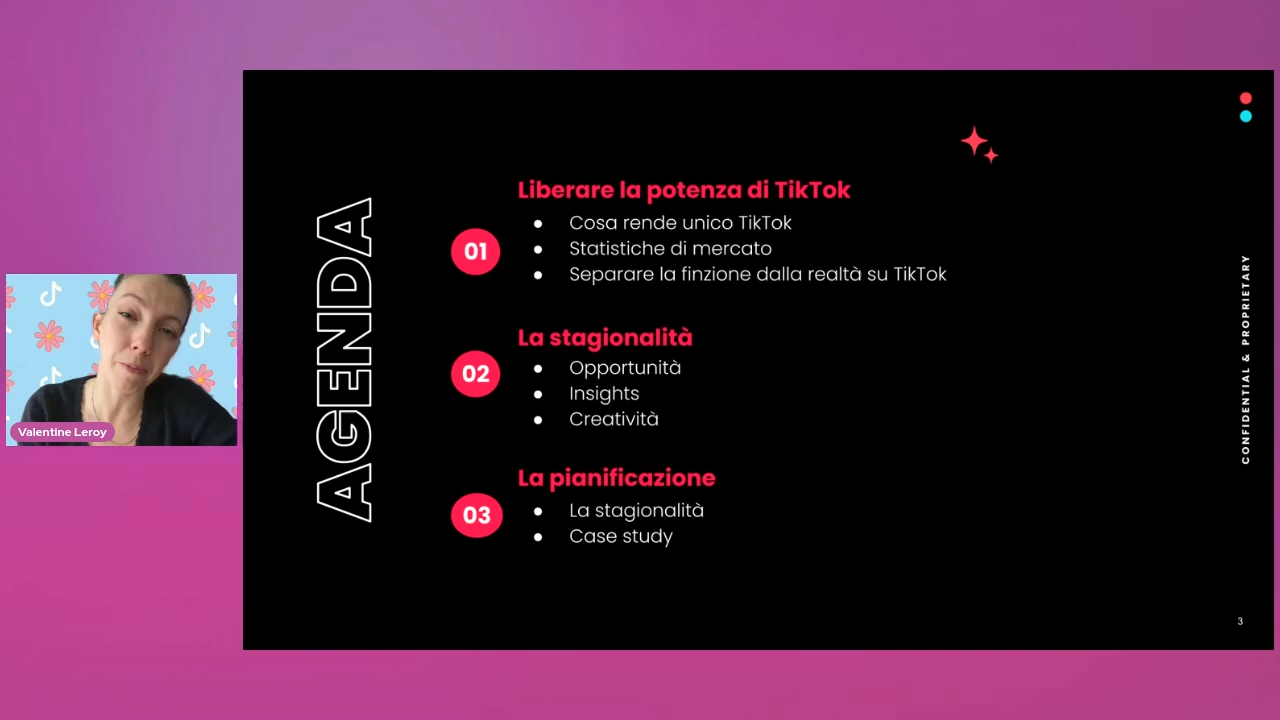 AGENDA
01
Liberare la potenza di TikTok
● Cosa rende unico TikTok
● Statistiche di mercato
● Separare la finzione dalla realtà su TikTok
02
La stagionalità
● Opportunità
● Insights
● Creatività
03
La pianificazione
● La stagionalità
● Case study
CONFIDENTIAL & PROPRIETARY
3
Valentine Leroy